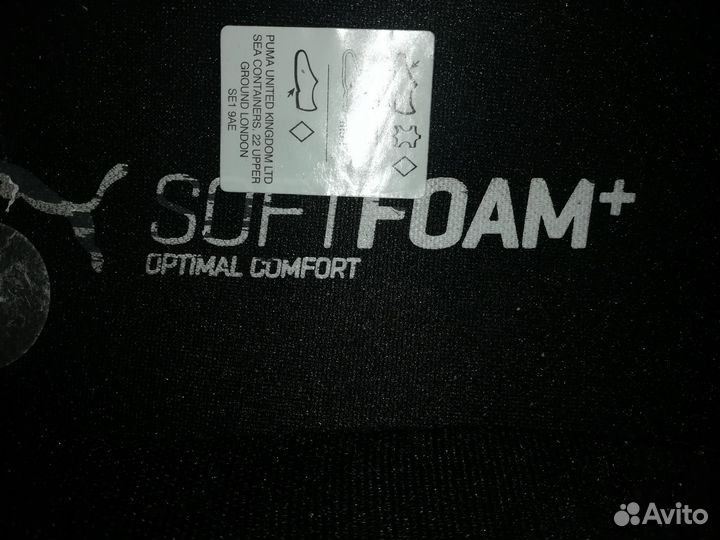 PUMA UNITED KINGDOM LTD
SEA CONTAINERS, 22 UPPER
GROUND LONDON
SE1 9AE
SOFTFOAM+
OPTIMAL COMFORT
Avito